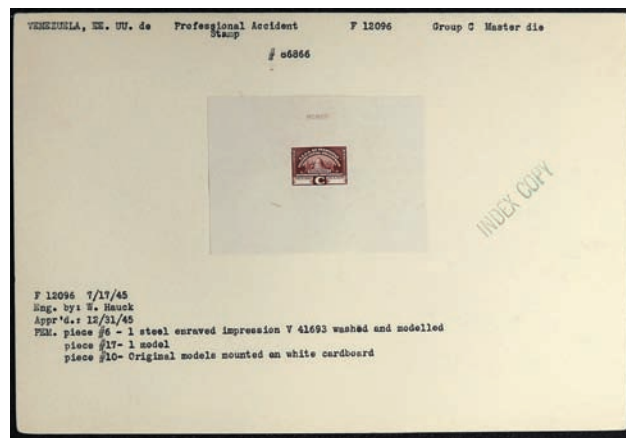 VENEZUELA, EE. UU. de Professional Accident F 12096 Group C Master die
Stamp
# o6866
C
INDEX COPY
F 12096 7/17/45
Eng. by: W. Hauck
Appr'd.: 12/31/45
PEM. piece #6 - 1 steel enraved impression V 41693 washed and modelled
piece #17- 1 model
piece #10- Original models mounted on white cardboard